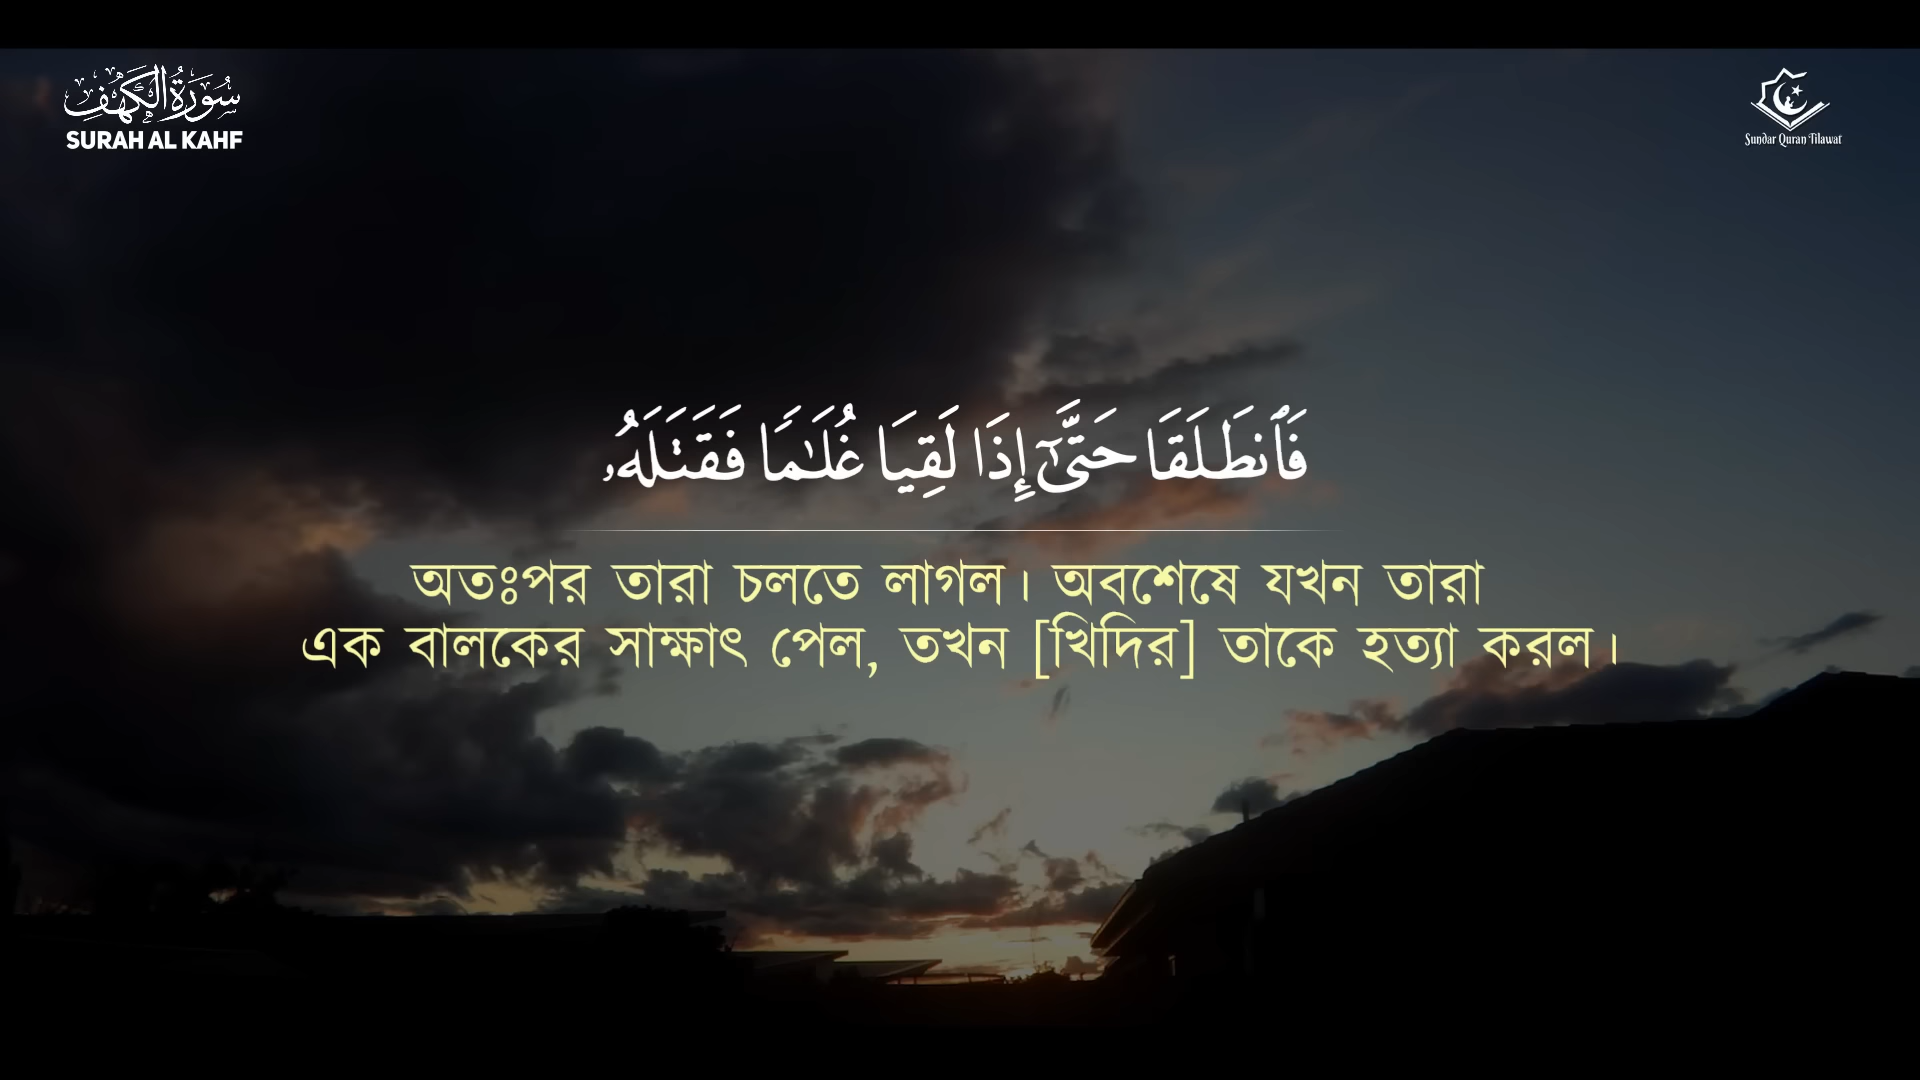 سُورَةُ الْكَهْفِ
SURAH AL KAHF
Sundar Quran Tilawat
فَٱنطَلَقَا حَتَّىٰٓ إِذَا لَقِيَا غُلَـٰمًا فَقَتَلَهُۥ
অতঃপর তারা চলতে লাগল। অবশেষে যখন তারা
এক বালকের সাক্ষাৎ পেল, তখন [খিদির] তাকে হত্যা করল।